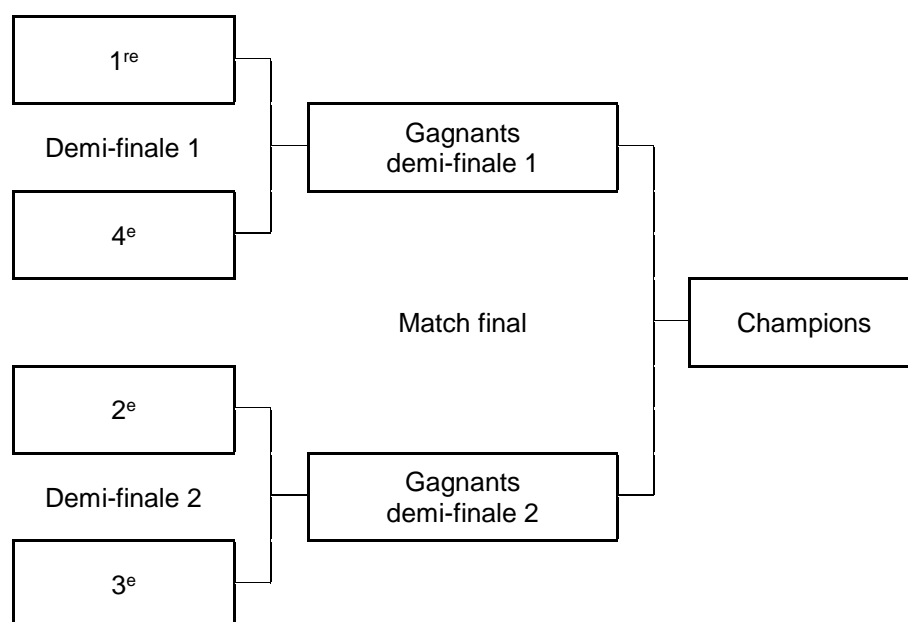 1re
Demi-finale 1
4e
Gagnants
demi-finale 1
Match final
Champions
2e
Demi-finale 2
3e
Gagnants
demi-finale 2